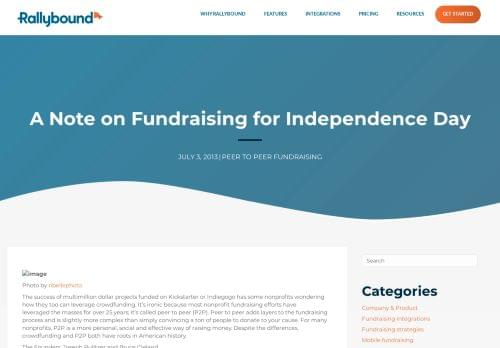 Rallybound
WHY RALLYBOUND
FEATURES
INTEGRATIONS
PRICING
RESOURCES
GET STARTED
A Note on Fundraising for Independence Day
JULY 3, 2013 | PEER TO PEER FUNDRAISING
image
Photo by nbellephoto
The success of multimillion dollar projects funded on Kickstarter or Indiegogo has some nonprofits wondering
how they too can leverage crowdfunding. It's ironic because most nonprofit fundraising efforts have
leveraged the masses for over 25 years; it's called peer to peer (P2P). Peer to peer adds layers to the fundraising
process and is slightly more complex than simply convincing a ton of people to donate to your cause. For many
nonprofits, P2P is a more personal, social and effective way of raising money. Despite the differences,
crowdfunding and P2P both have roots in American history.
The Founders: Joseph Pulitzer and Bruce Cleland
Search
Categories
Company & Product
Fundraising integrations
Fundraising strategies
Mobile fundraising